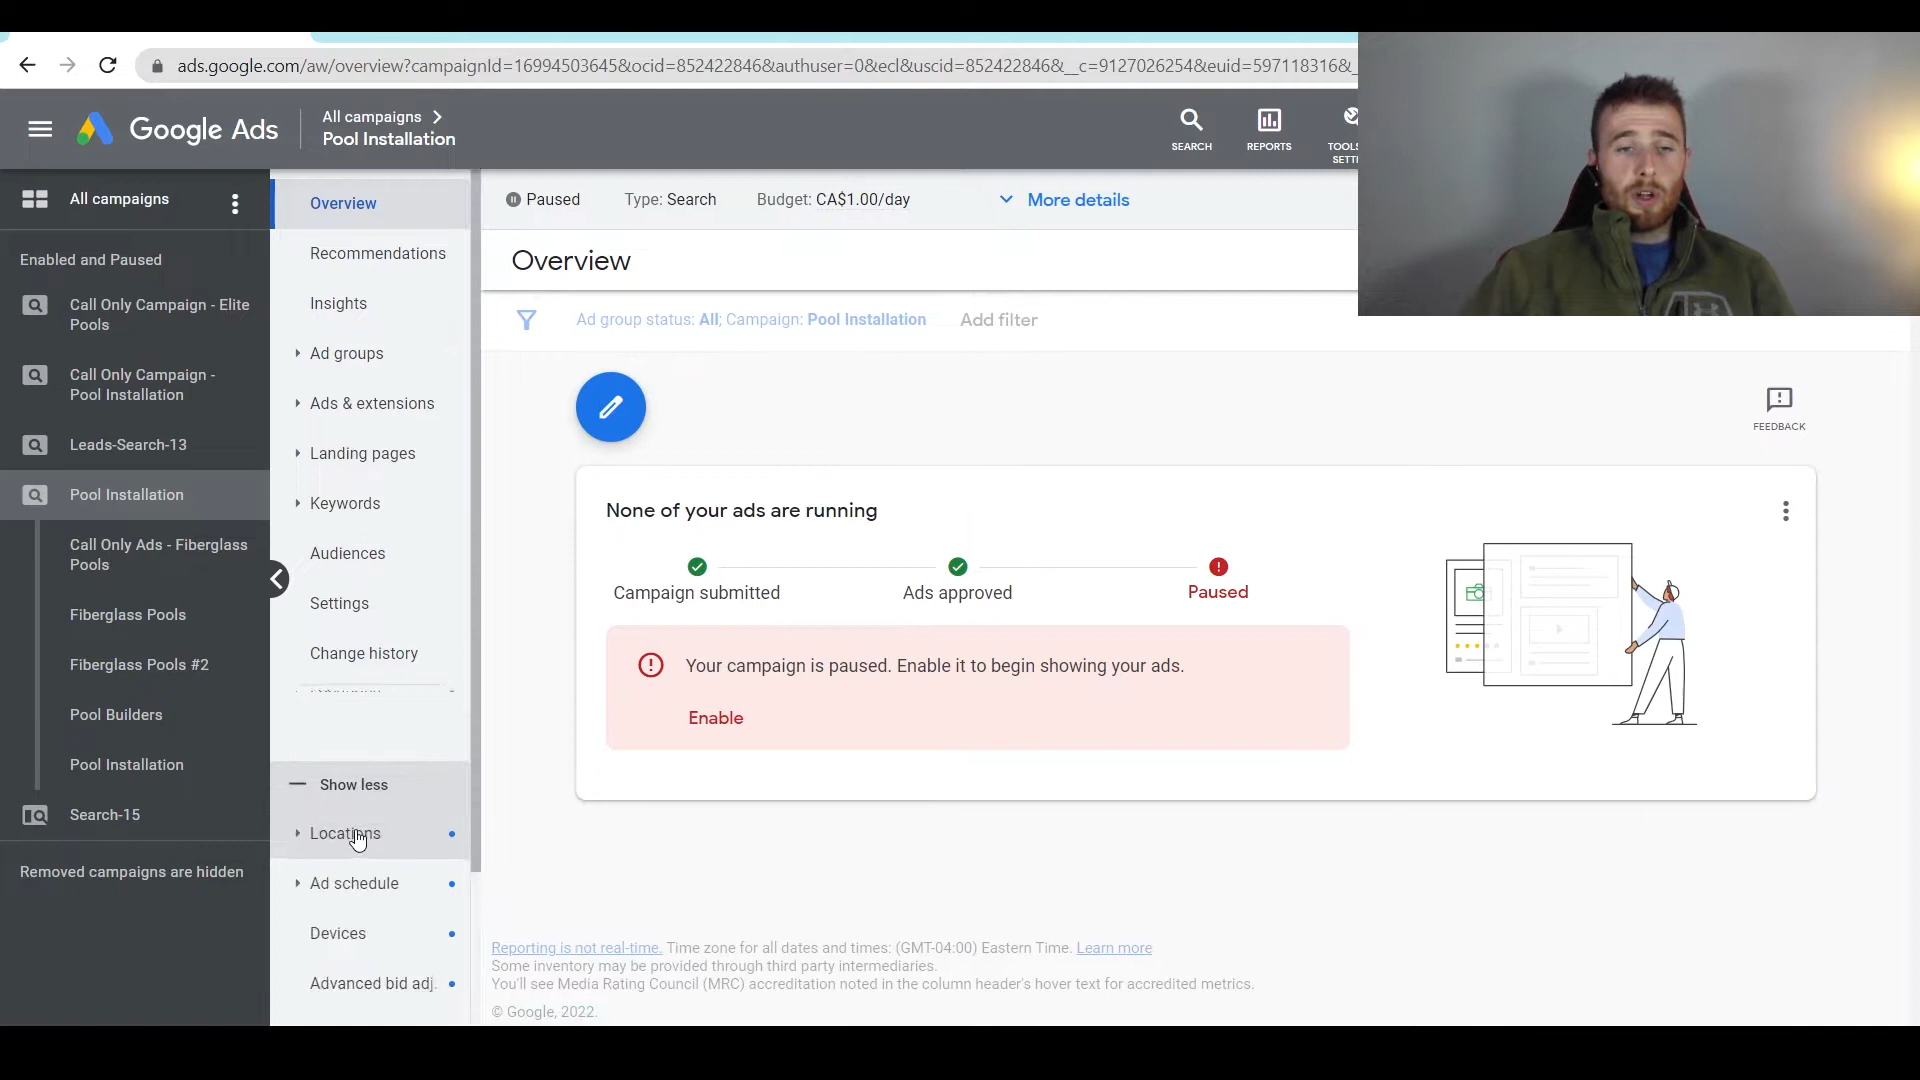 ads.google.com/aw/overview?campaignId=16994503645&ocid=852422846&authuser=0&ecl&uscid=852422846&__c=9127026254&euid=597118316&_
Google Ads
All campaigns
Pool Installation
SEARCH
REPORTS
TOOLS
All campaigns
Enabled and Paused
Call Only Campaign - Elite
Pools
Call Only Campaign -
Pool Installation
Leads-Search-13
Pool Installation
Call Only Ads - Fiberglass
Pools
Fiberglass Pools
Fiberglass Pools #2
Pool Builders
Pool Installation
Search-15
Removed campaigns are hidden
Overview
Recommendations
Insights
Ad groups
Ads & extensions
Landing pages
Keywords
Audiences
Settings
Change history
Show less
Locations
Ad schedule
Devices
Advanced bid adj.
Paused
Type: Search
Budget: CA$1.00/day
More details
Overview
Ad group status: All; Campaign: Pool Installation
Add filter
FEEDBACK
None of your ads are running
Campaign submitted
Ads approved
Paused
Your campaign is paused. Enable it to begin showing your ads.
Enable
Reporting is not real-time. Time zone for all dates and times: (GMT-04:00) Eastern Time. Learn more
Some inventory may be provided through third party intermediaries.
You'll see Media Rating Council (MRC) accreditation noted in the column header's hover text for accredited metrics.
© Google, 2022.